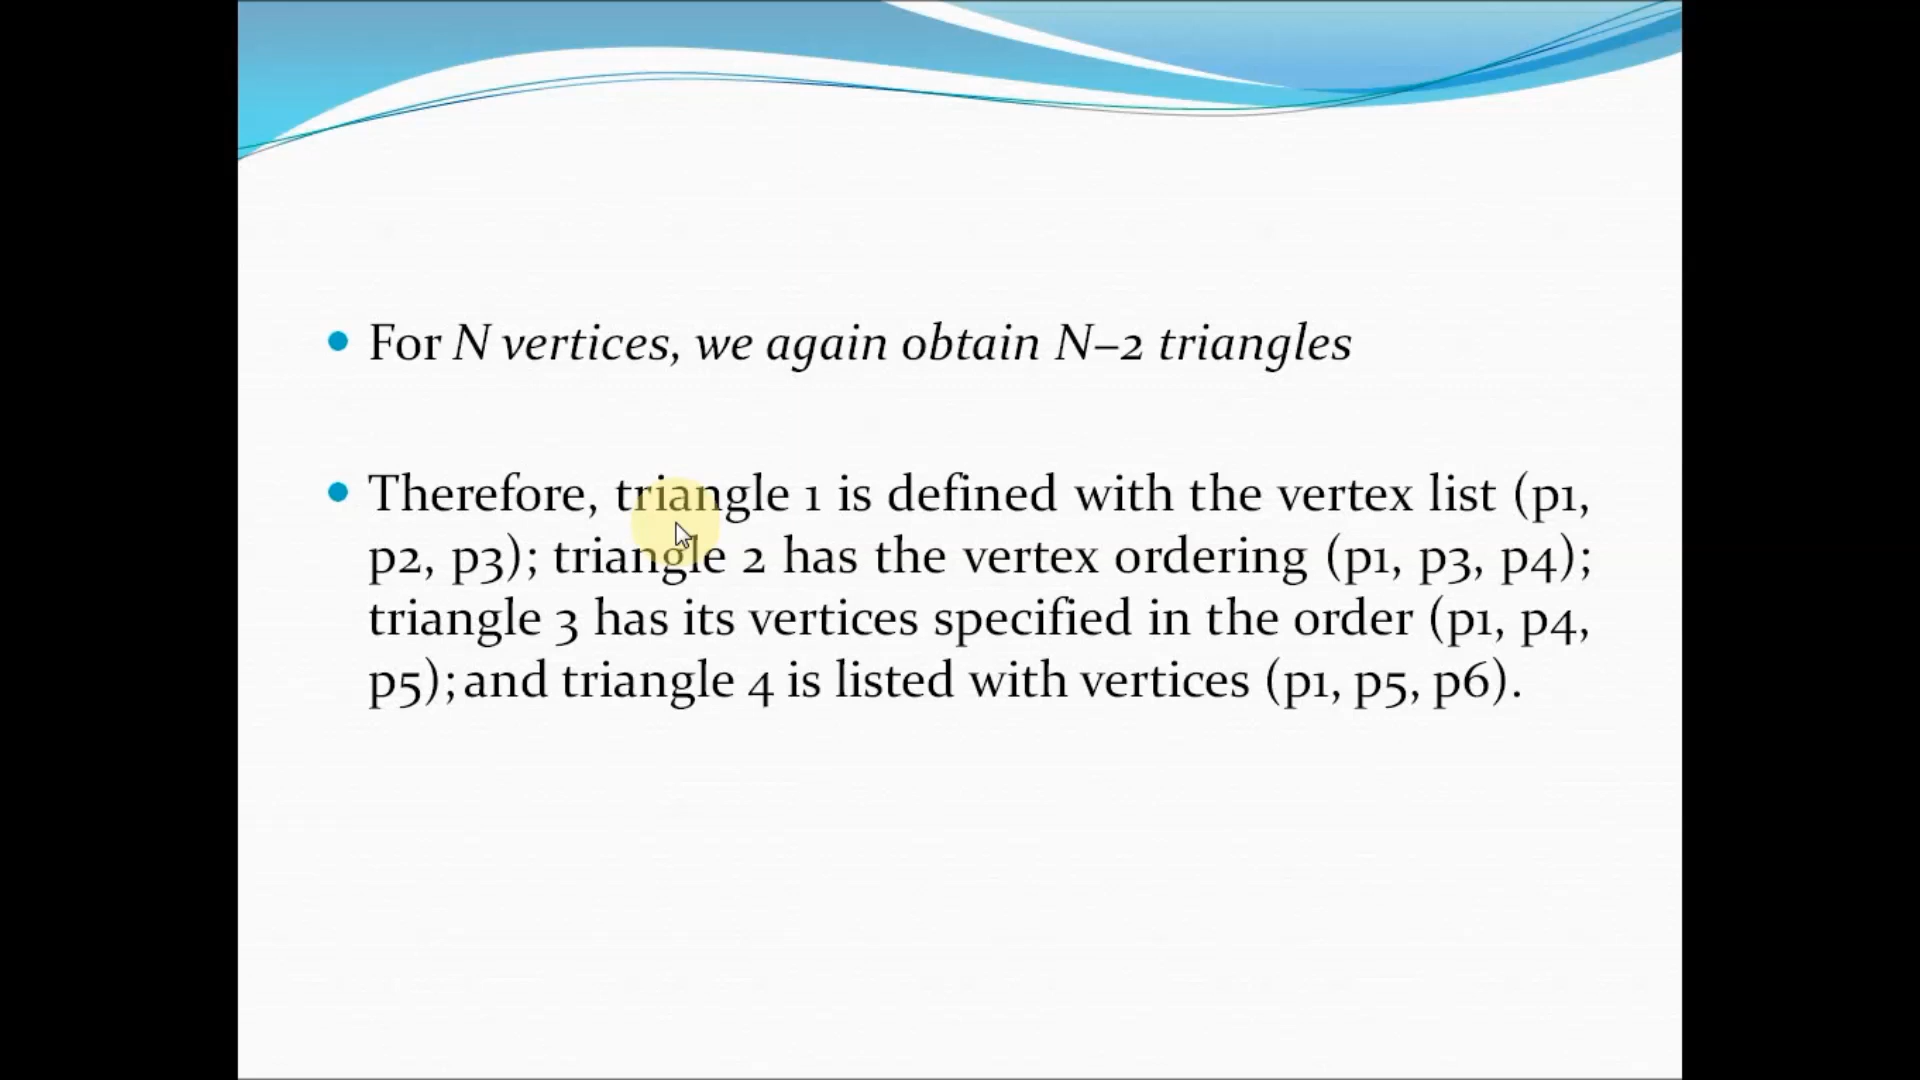 For N vertices, we again obtain N–2 triangles
Therefore, triangle 1 is defined with the vertex list (p1,
p2, p3); triangle 2 has the vertex ordering (p1, p3, p4);
triangle 3 has its vertices specified in the order (p1, p4,
p5); and triangle 4 is listed with vertices (p1, p5, p6).